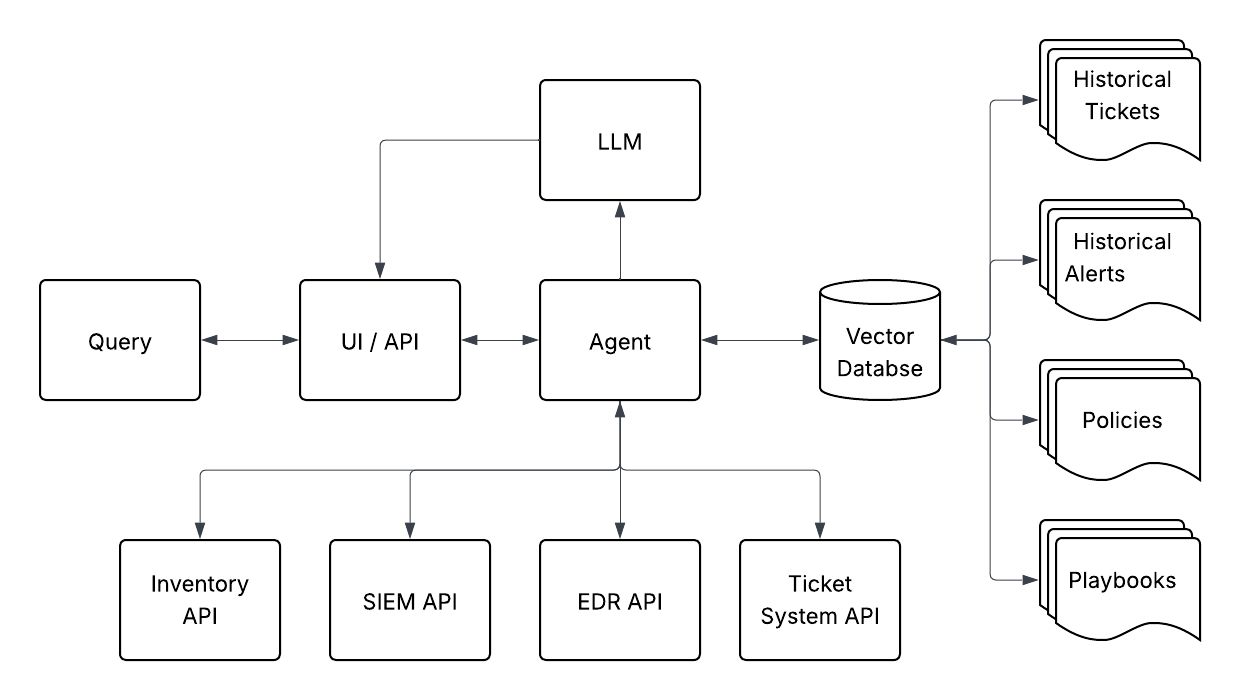 Historical
Tickets
LLM
Historical
Alerts
Query
UI / API
Agent
Vector
Databse
Policies
Inventory
API
SIEM API
EDR API
Ticket
System API
Playbooks